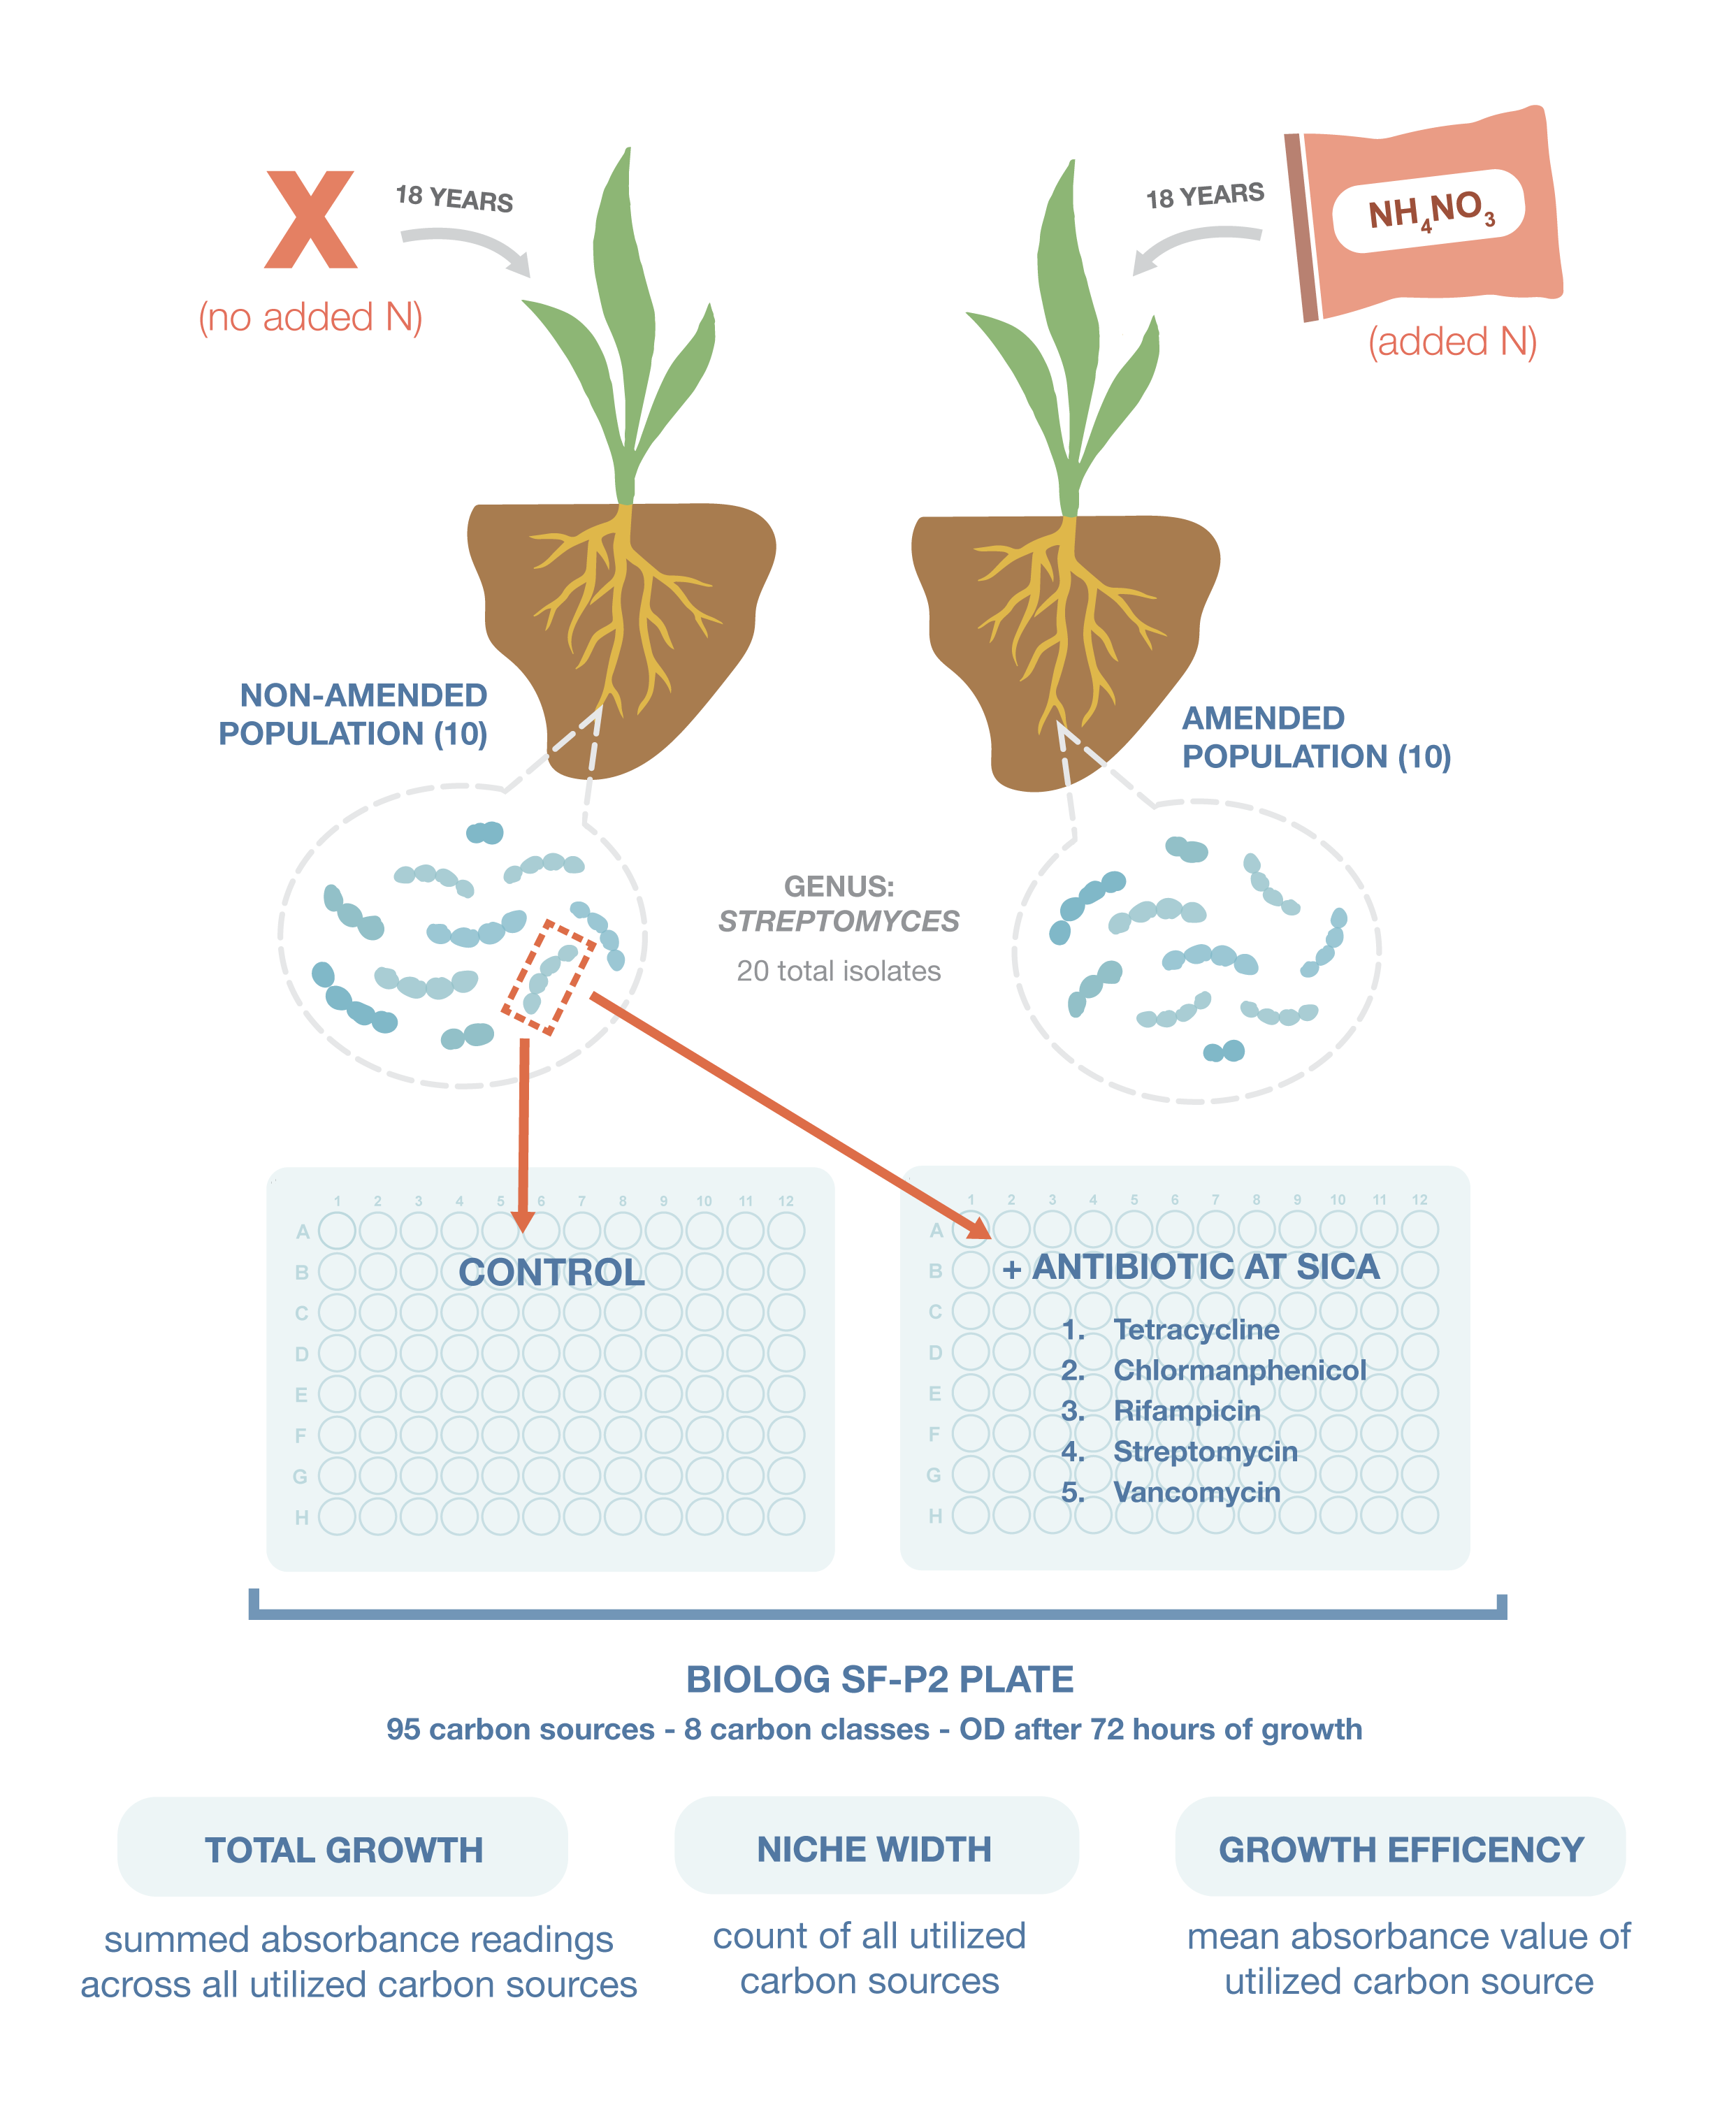 X
18 YEARS
(no added N)
18 YEARS
NH4NO3
(added N)
NON-AMENDED
POPULATION (10)
AMENDED
POPULATION (10)
GENUS:
STREPTOMYCES
20 total isolates
1 2 3 4 5 6 7 8 9 10 11 12
A
B
C
D
E
F
G
H
CONTROL
1 2 3 4 5 6 7 8 9 10 11 12
A
B
C
D
E
F
G
H
+ ANTIBIOTIC AT SICA
1. Tetracycline
2. Chlormanphenicol
3. Rifampicin
4. Streptomycin
5. Vancomycin
BIOLOG SF-P2 PLATE
95 carbon sources - 8 carbon classes - OD after 72 hours of growth
TOTAL GROWTH
summed absorbance readings
across all utilized carbon sources
NICHE WIDTH
count of all utilized
carbon sources
GROWTH EFFICENCY
mean absorbance value of
utilized carbon source